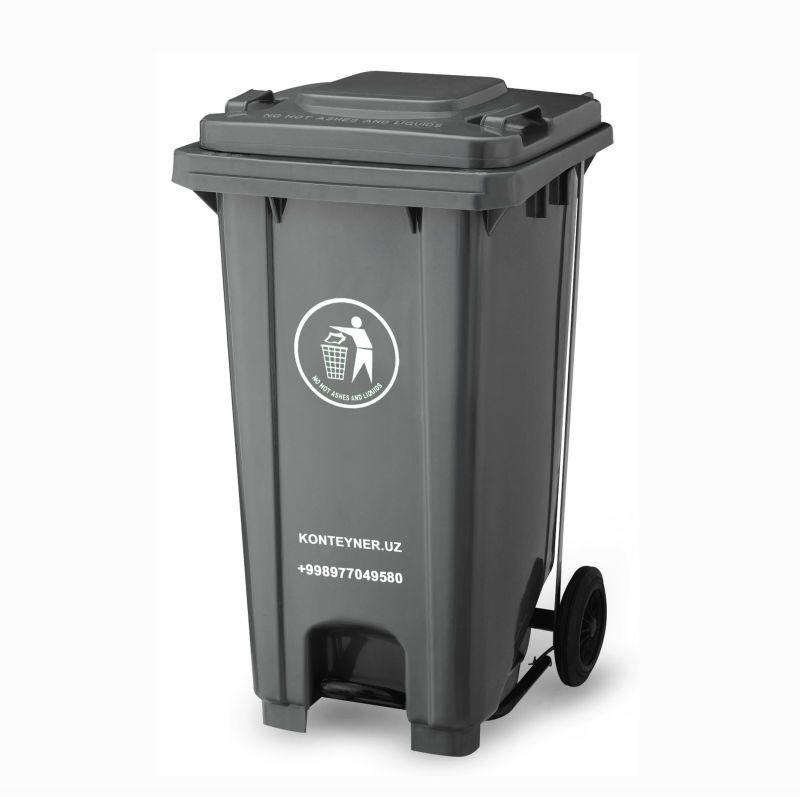 NO HOT ASHES AND LIQUIDS
NO HOT ASHES AND LIQUIDS
KONTEYNER.UZ
+998977049580